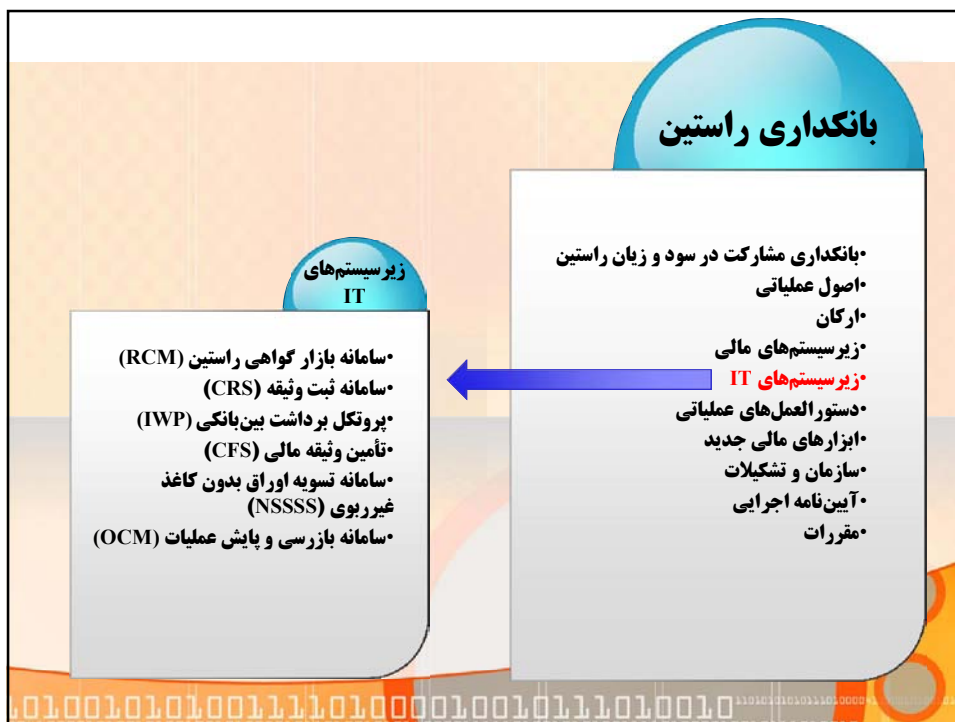 بانکداری راستین
•بانکداری مشارکت در سود و زیان راستین
•اصول عملیاتی
•ارکان
•زیرسیستم‌های مالی
•زیرسیستم‌های IT
•دستورالعمل‌های عملیاتی
•ابزارهای مالی جدید
•سازمان و تشکیلات
•آیین‌نامه اجرایی
•مقررات
زیرسیستم‌های
IT
•سامانه بازار گواهی راستین (RCM)
•سامانه ثبت وثیقه (CRS)
•پروتکل برداشت بین‌بانکی (IWP)
•تأمین وثیقه مالی (CFS)
•سامانه تسویه اوراق بدون کاغذ
غیرربوی (NSSSS)
•سامانه بازرسی و پایش عملیات (OCM)